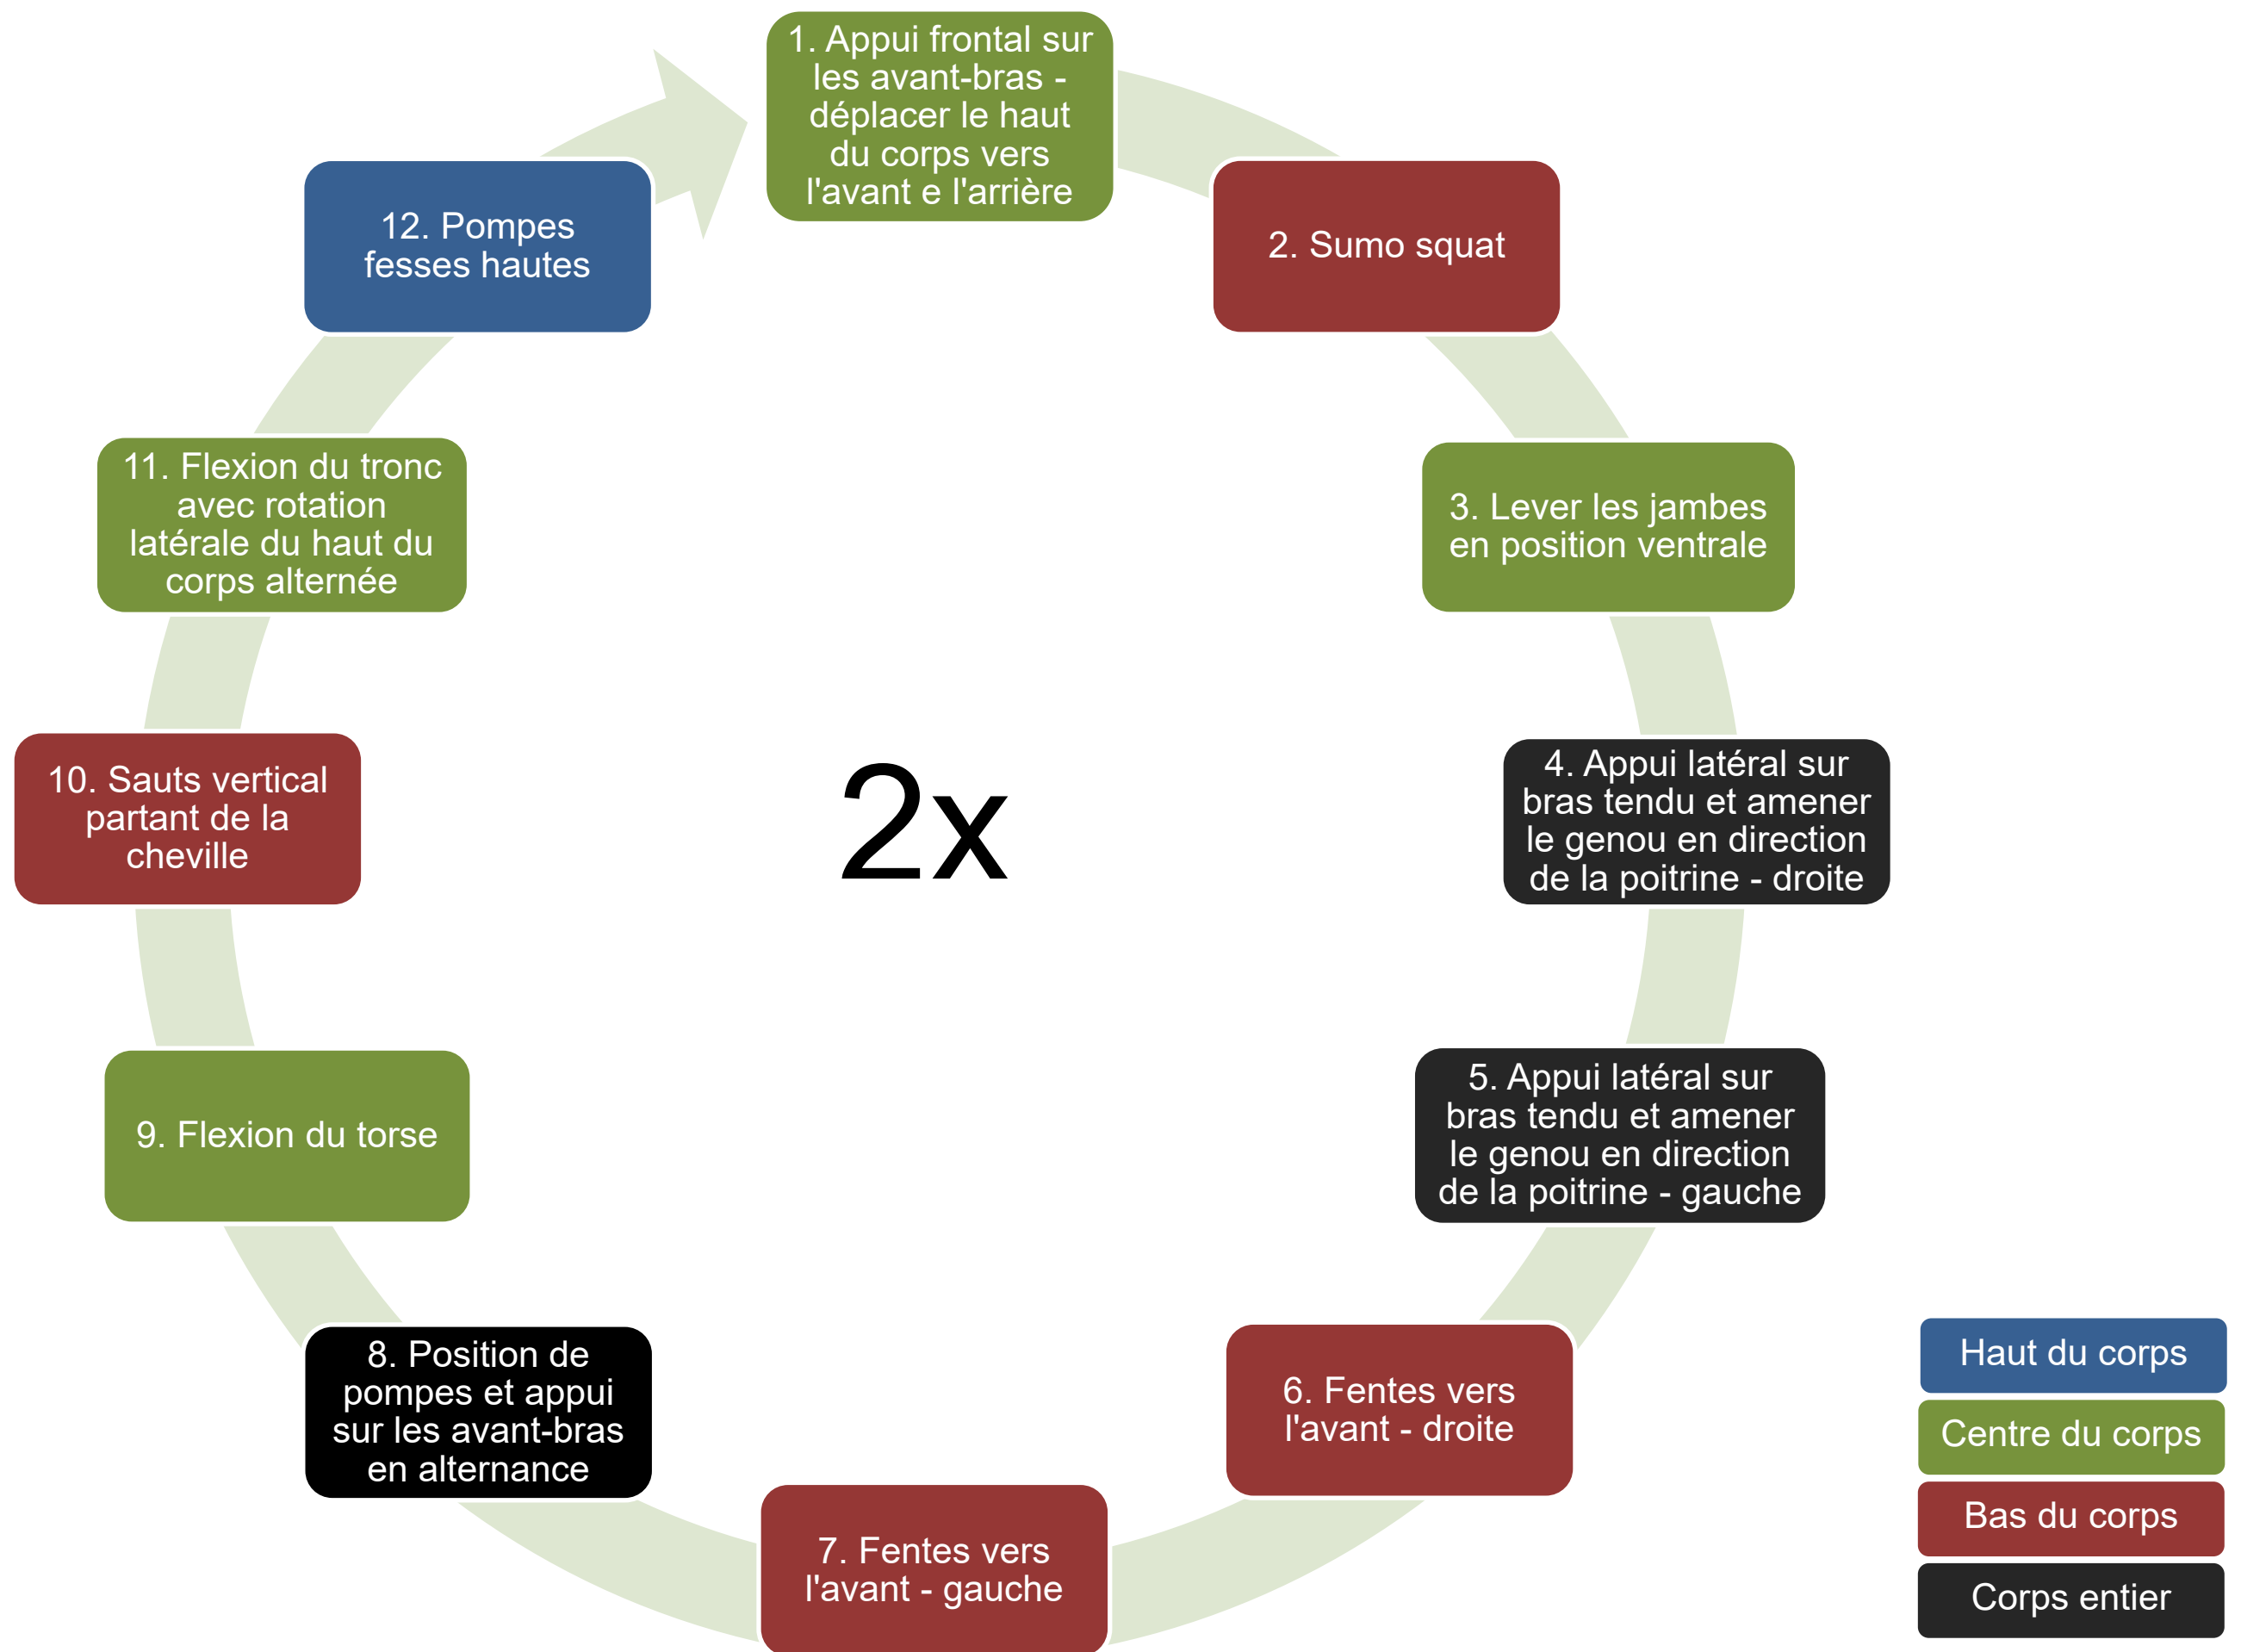 1. Appui frontal sur
les avant-bras -
déplacer le haut
du corps vers
l'avant e l'arrière
2. Sumo squat
3. Lever les jambes
en position ventrale
4. Appui latéral sur
bras tendu et amener
le genou en direction
de la poitrine - droite
5. Appui latéral sur
bras tendu et amener
le genou en direction
de la poitrine - gauche
6. Fentes vers
l'avant - droite
7. Fentes vers
l'avant - gauche
8. Position de
pompes et appui
sur les avant-bras
en alternance
9. Flexion du torse
10. Sauts vertical
partant de la
cheville
11. Flexion du tronc
avec rotation
latérale du haut du
corps alternée
12. Pompes
fesses hautes
2x
Haut du corps
Centre du corps
Bas du corps
Corps entier